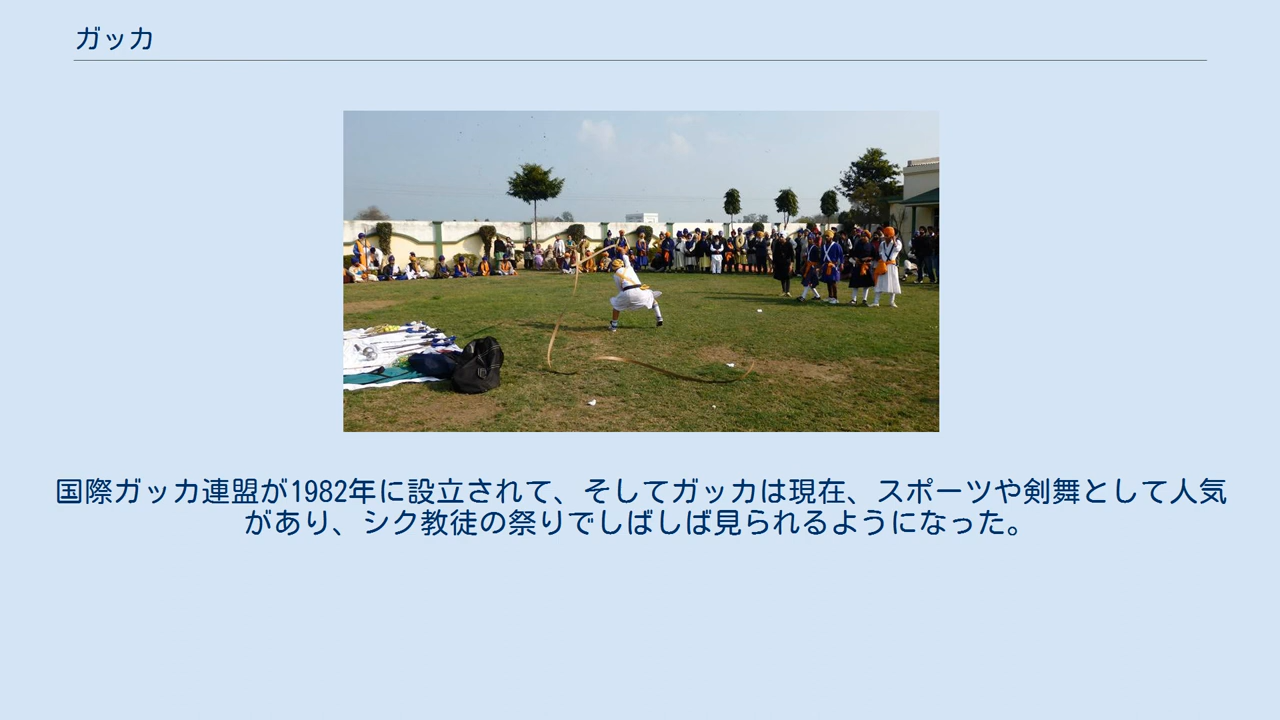 ガッカ
国際ガッカ連盟が1982年に設立されて、そしてガッカは現在、スポーツや剣舞として人気
があり、シク教徒の祭りでしばしば見られるようになった。